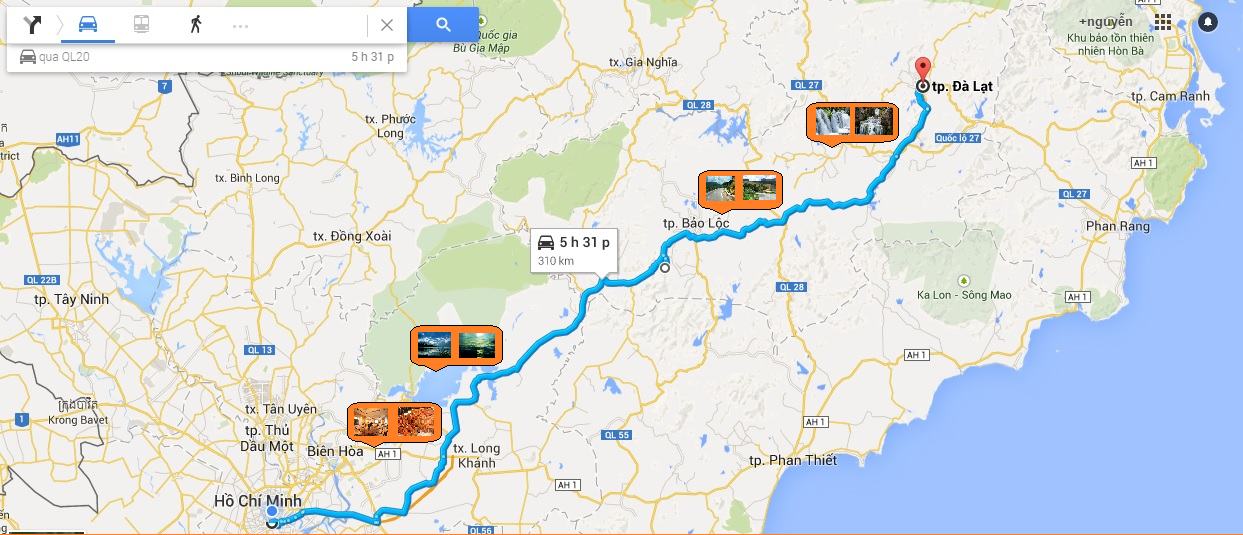 qua QL20
5 h 31 p
+nguyễn
Quốc gia
Bù Gia Mập
Khu bảo tồn thiên
nhiên Hòn Bà
tx. Gia Nghĩa
QL 27
tp. Đà Lạt
tp. Cam Ranh
7
QL 28
tx. Phước
Long
AH11
Quốc lộ 27
trict
AH 1
tx. Bình Long
QL 27
tp. Bảo Lộc
Phan Rang
tx. Đồng Xoài
5 h 31 p
310 km
QL 22B
tp. Tây Ninh
QL 28
Ka Lon - Sông Mao
AH 1
QL 13
AH 1
tx. Tân Uyên
Krong Bavet
1
tp. Thủ
Dầu Một
Biên Hòa
AH 1
tx. Long
Khánh
QL 55
AH 1
tp. Phan Thiết
AH 1
Hồ Chí Minh
QL56